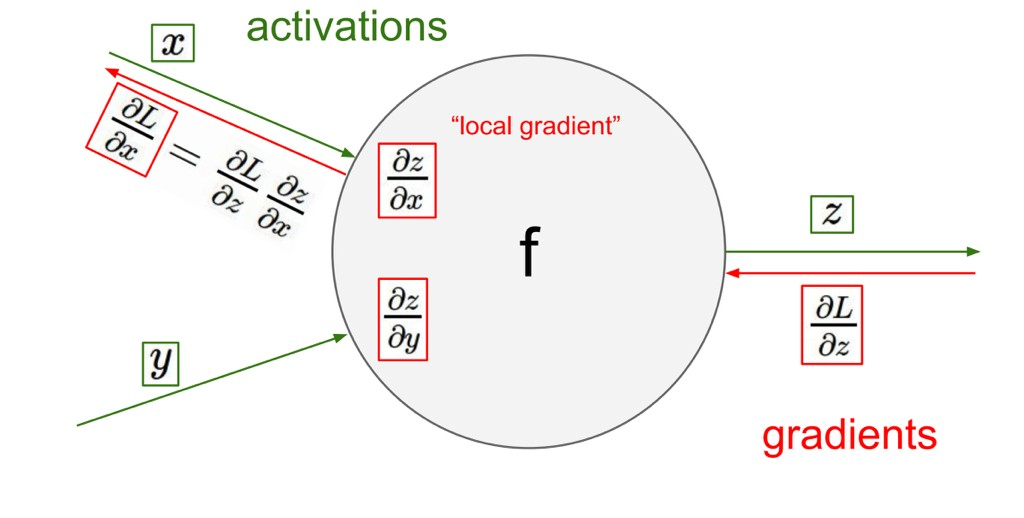 activations
x
∂L/∂x = ∂L/∂z ∂z/∂x
“local gradient”
∂z/∂x
f
z
∂z/∂y
∂L/∂z
y
gradients